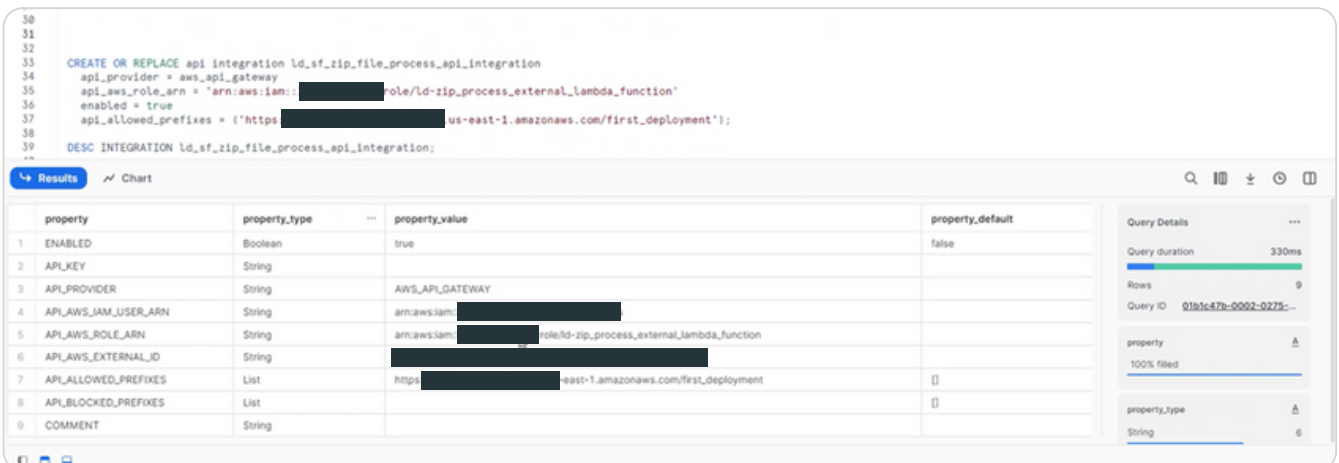 30
31
32
33 CREATE OR REPLACE api integration ld_sf_zip_file_process_api_integration
34 api_provider = aws_api_gateway
35 api_aws_role_arn = 'arn:aws:iam:: role/ld-zip_process_external_lambda_function'
36 enabled = true
37 api_allowed_prefixes = ('https: .us-east-1.amazonaws.com/first_deployment');
38
39 DESC INTEGRATION ld_sf_zip_file_process_api_integration;
Results Chart
property property_type ... property_value property_default
1 ENABLED Boolean true false
2 API_KEY String
3 API_PROVIDER String AWS_API_GATEWAY
4 API_AWS_IAM_USER_ARN String arn:aws:iam:
5 API_AWS_ROLE_ARN String arn:aws:iam: role/ld-zip_process_external_lambda_function
6 API_AWS_EXTERNAL_ID String
7 API_ALLOWED_PREFIXES List https: -east-1.amazonaws.com/first_deployment []
8 API_BLOCKED_PREFIXES List []
9 COMMENT String
Query Details ...
Query duration 330ms
Rows 9
Query ID 01b1c47b-0002-0275-...
property A
100% filled
property_type A
String 6